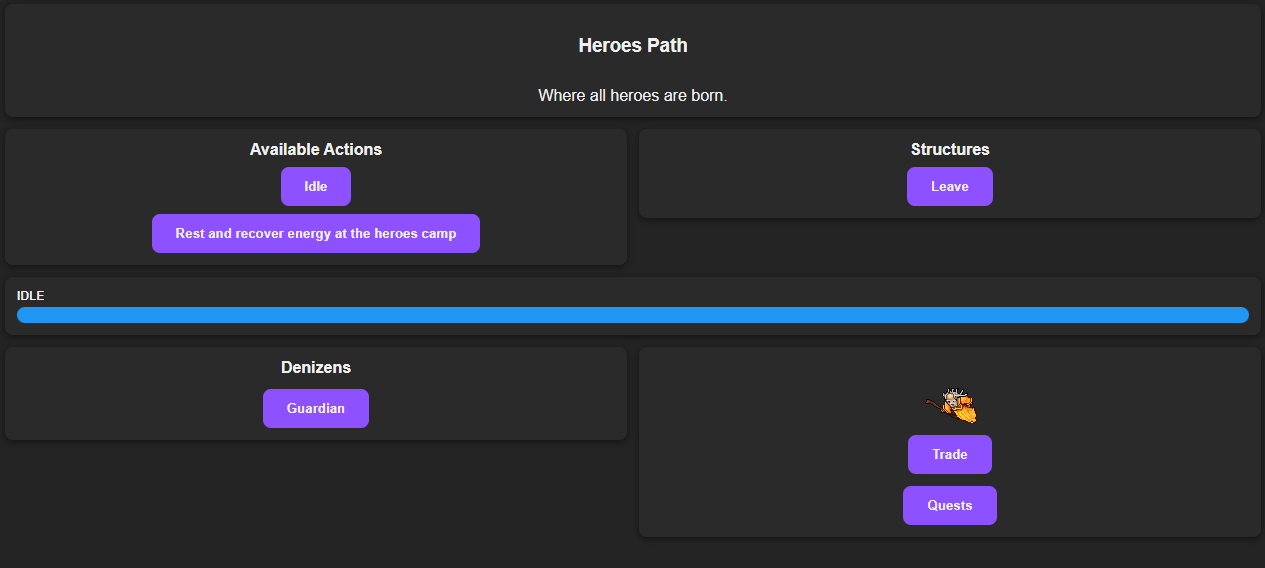 Heroes Path
Where all heroes are born.
Available Actions
Idle
Rest and recover energy at the heroes camp
Structures
Leave
IDLE
Denizens
Guardian
Trade
Quests